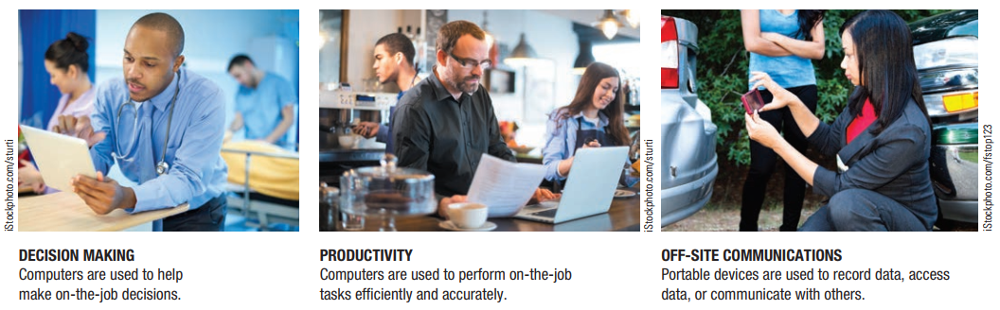 iStockphoto.com/sturti
DECISION MAKING
Computers are used to help
make on-the-job decisions.
iStockphoto.com/sturti
PRODUCTIVITY
Computers are used to perform on-the-job
tasks efficiently and accurately.
iStockphoto.com/fstop123
OFF-SITE COMMUNICATIONS
Portable devices are used to record data, access
data, or communicate with others.